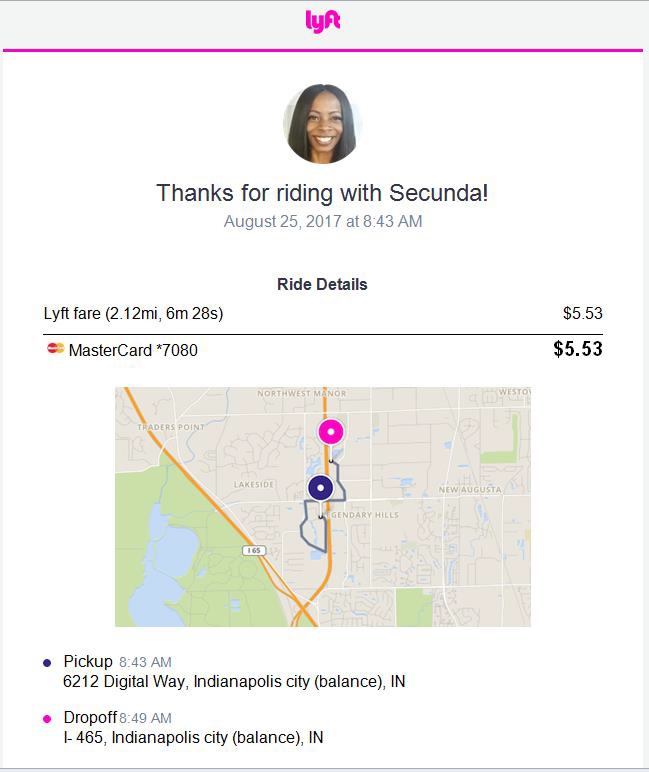 lyft
Thanks for riding with Secunda!
August 25, 2017 at 8:43 AM
Ride Details
Lyft fare (2.12mi, 6m 28s) $5.53
MasterCard *7080 $5.53
NORTHWEST MANOR
WESTO
TRADERS POINT
LAKESIDE
NEW AUGUSTA
GENDARY HILLS
I 65
Pickup 8:43 AM
6212 Digital Way, Indianapolis city (balance), IN
Dropoff 8:49 AM
I- 465, Indianapolis city (balance), IN